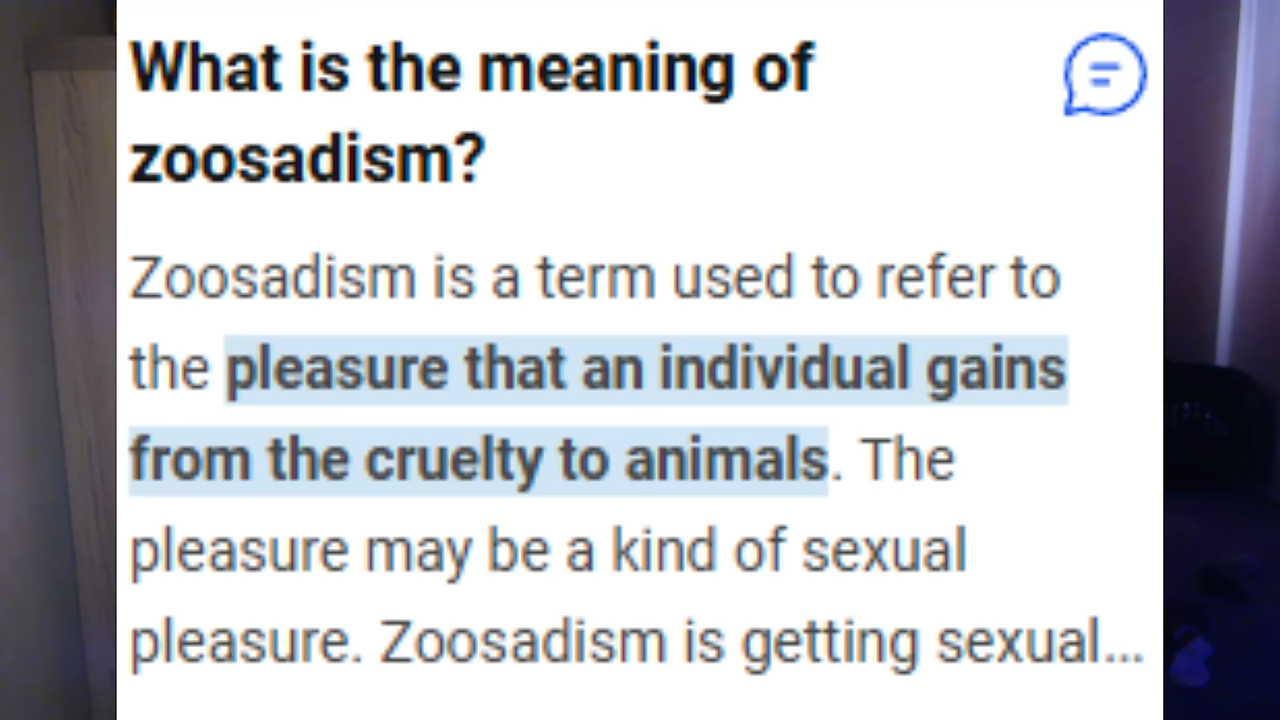 What is the meaning of
zoosadism?
Zoosadism is a term used to refer to
the pleasure that an individual gains
from the cruelty to animals. The
pleasure may be a kind of sexual
pleasure. Zoosadism is getting sexual...